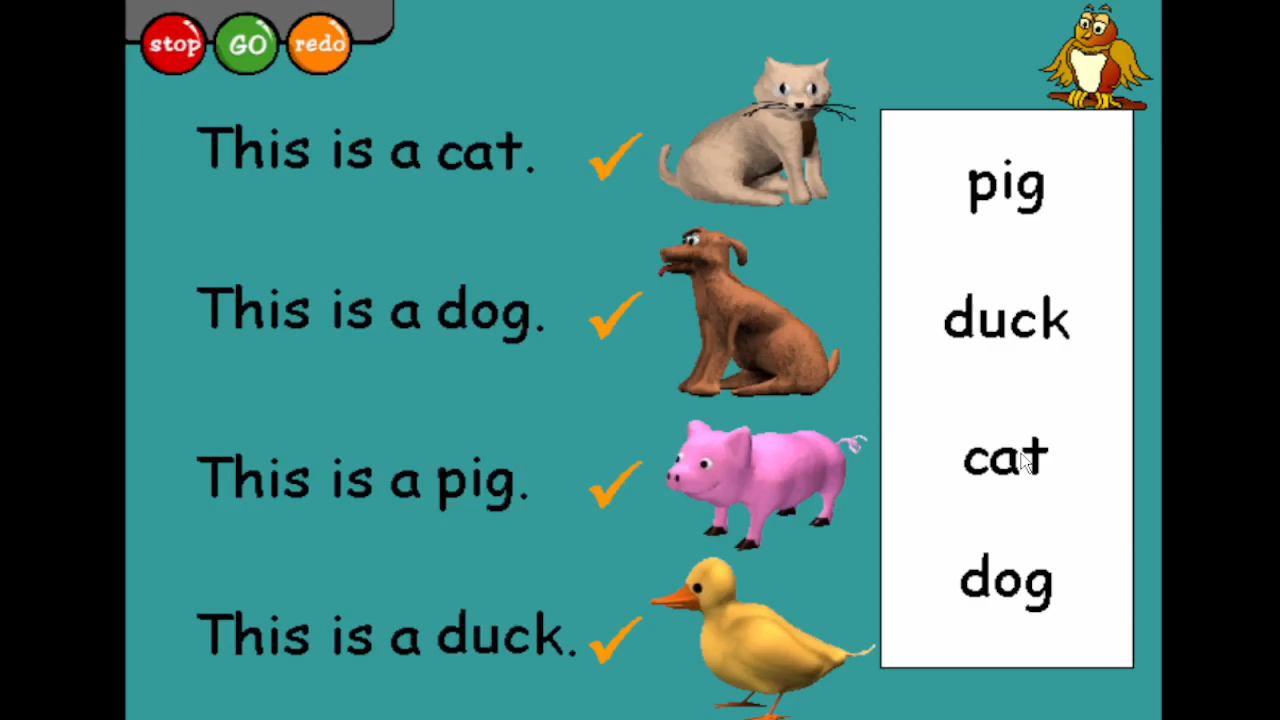 stop GO redo
This is a cat.
This is a dog.
This is a pig.
This is a duck.
pig
duck
cat
dog